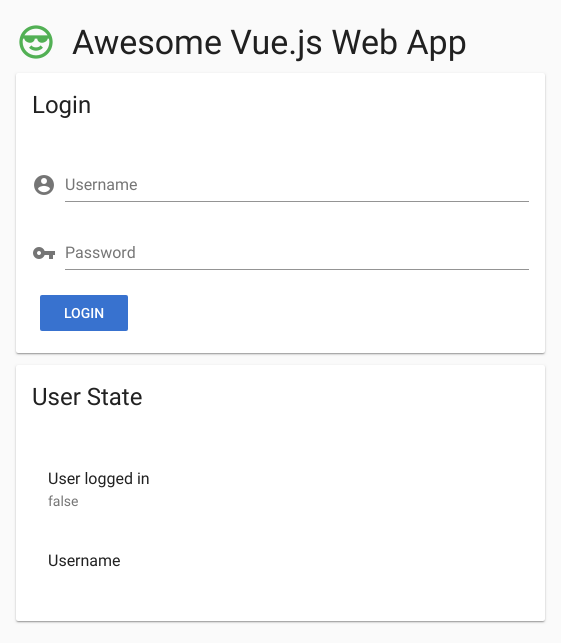 Awesome Vue.js Web App
Login
Username
Password
LOGIN
User State
User logged in
false
Username